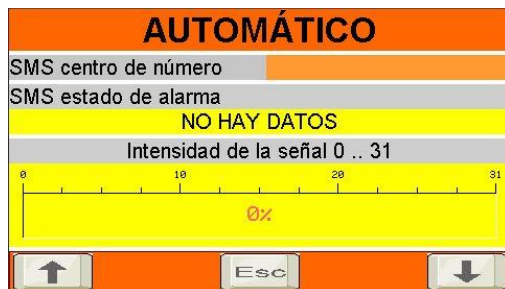 AUTOMÁTICO
SMS centro de número
SMS estado de alarma
NO HAY DATOS
Intensidad de la señal 0 .. 31
0 10 20 31
0%
Esc